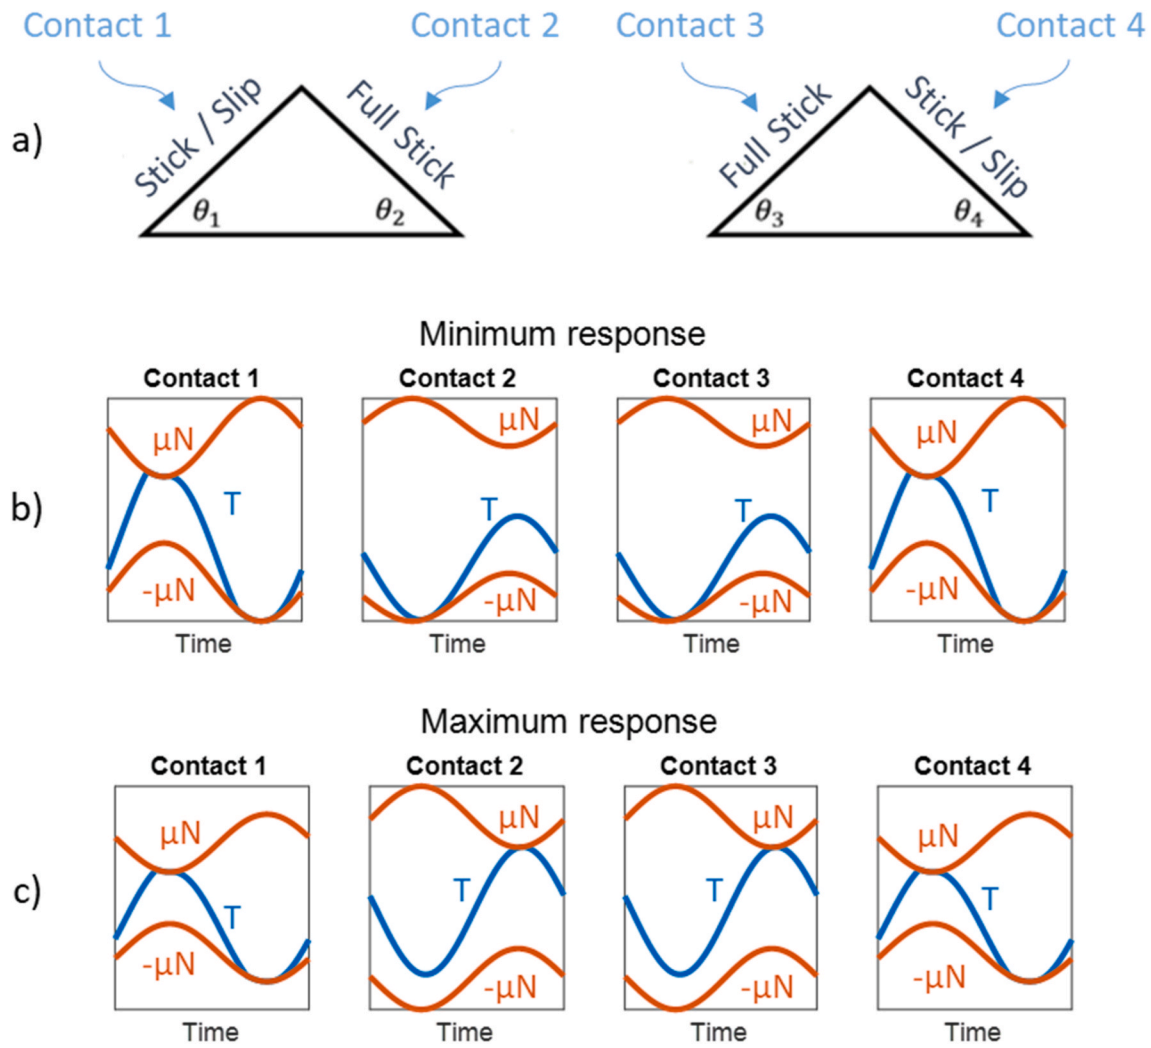 Contact 1
Contact 2
Contact 3
Contact 4
a)
Stick / Slip
Full Stick
Full Stick
Stick / Slip
θ1
θ2
θ3
θ4
Minimum response
b)
Contact 1
μN
T
-μN
Time
Contact 2
μN
T
-μN
Time
Contact 3
μN
T
-μN
Time
Contact 4
μN
T
-μN
Time
Maximum response
c)
Contact 1
μN
T
-μN
Time
Contact 2
μN
T
-μN
Time
Contact 3
μN
T
-μN
Time
Contact 4
μN
T
-μN
Time